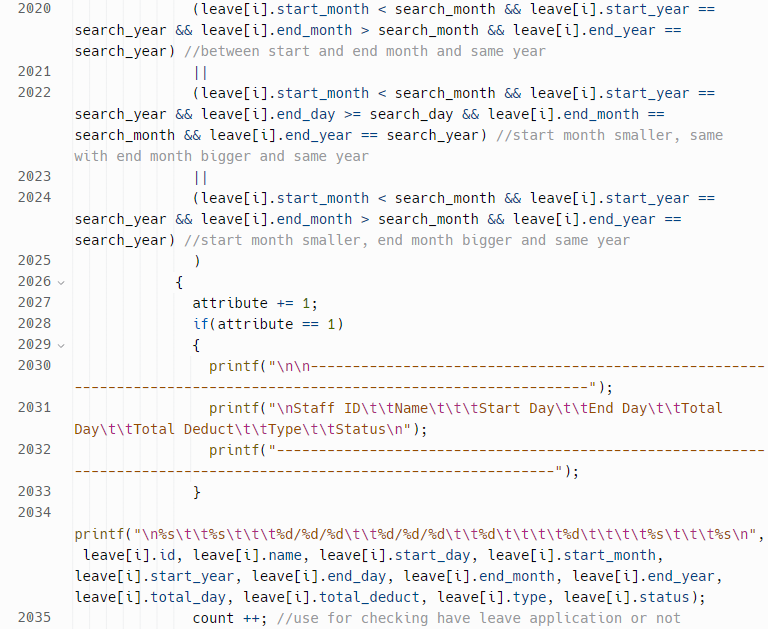 2020 (leave[i].start_month < search_month && leave[i].start_year ==
search_year && leave[i].end_month > search_month && leave[i].end_year ==
search_year) //between start and end month and same year
2021 ||
2022 (leave[i].start_month < search_month && leave[i].start_year ==
search_year && leave[i].end_day >= search_day && leave[i].end_month ==
search_month && leave[i].end_year == search_year) //start month smaller, same
with end month bigger and same year
2023 ||
2024 (leave[i].start_month < search_month && leave[i].start_year ==
search_year && leave[i].end_month > search_month && leave[i].end_year ==
search_year) //start month smaller, end month bigger and same year
2025 )
2026 {
2027 attribute += 1;
2028 if(attribute == 1)
2029 {
2030 printf("\n\n------------------------------------------------------
-------------------------------------------------------------");
2031 printf("\nStaff ID\t\tName\t\t\tStart Day\t\tEnd Day\t\tTotal
Day\t\tTotal Deduct\t\tType\t\tStatus\n");
2032 printf("----------------------------------------------------------
---------------------------------------------------------");
2033 }
2034
printf("\n%s\t\t%s\t\t\t%d/%d/%d\t\t%d/%d/%d\t\t%d\t\t\t\t%d\t\t\t\t%s\t\t\t%s\n",
leave[i].id, leave[i].name, leave[i].start_day, leave[i].start_month,
leave[i].start_year, leave[i].end_day, leave[i].end_month, leave[i].end_year,
leave[i].total_day, leave[i].total_deduct, leave[i].type, leave[i].status);
2035 count ++; //use for checking have leave application or not